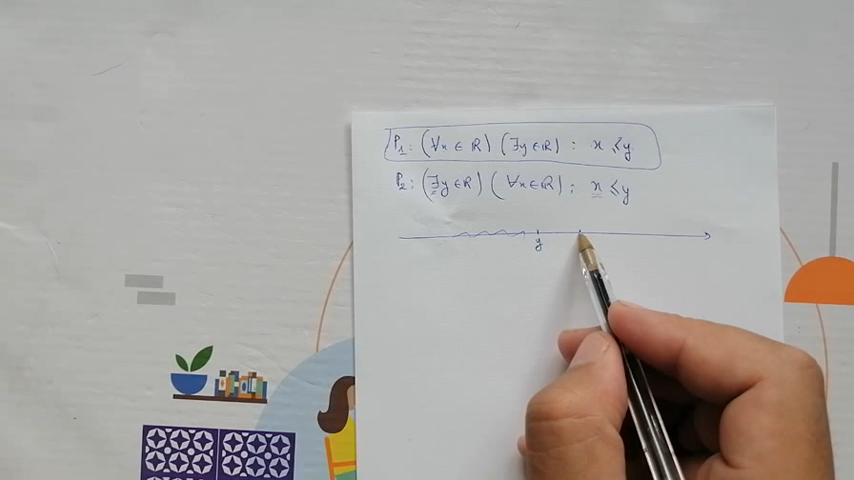 P₁: (∀x ∈ ℝ) (∃y ∈ ℝ) : x ⩽ y
P₂: (∃y ∈ ℝ) (∀x ∈ ℝ) : x ⩽ y
y